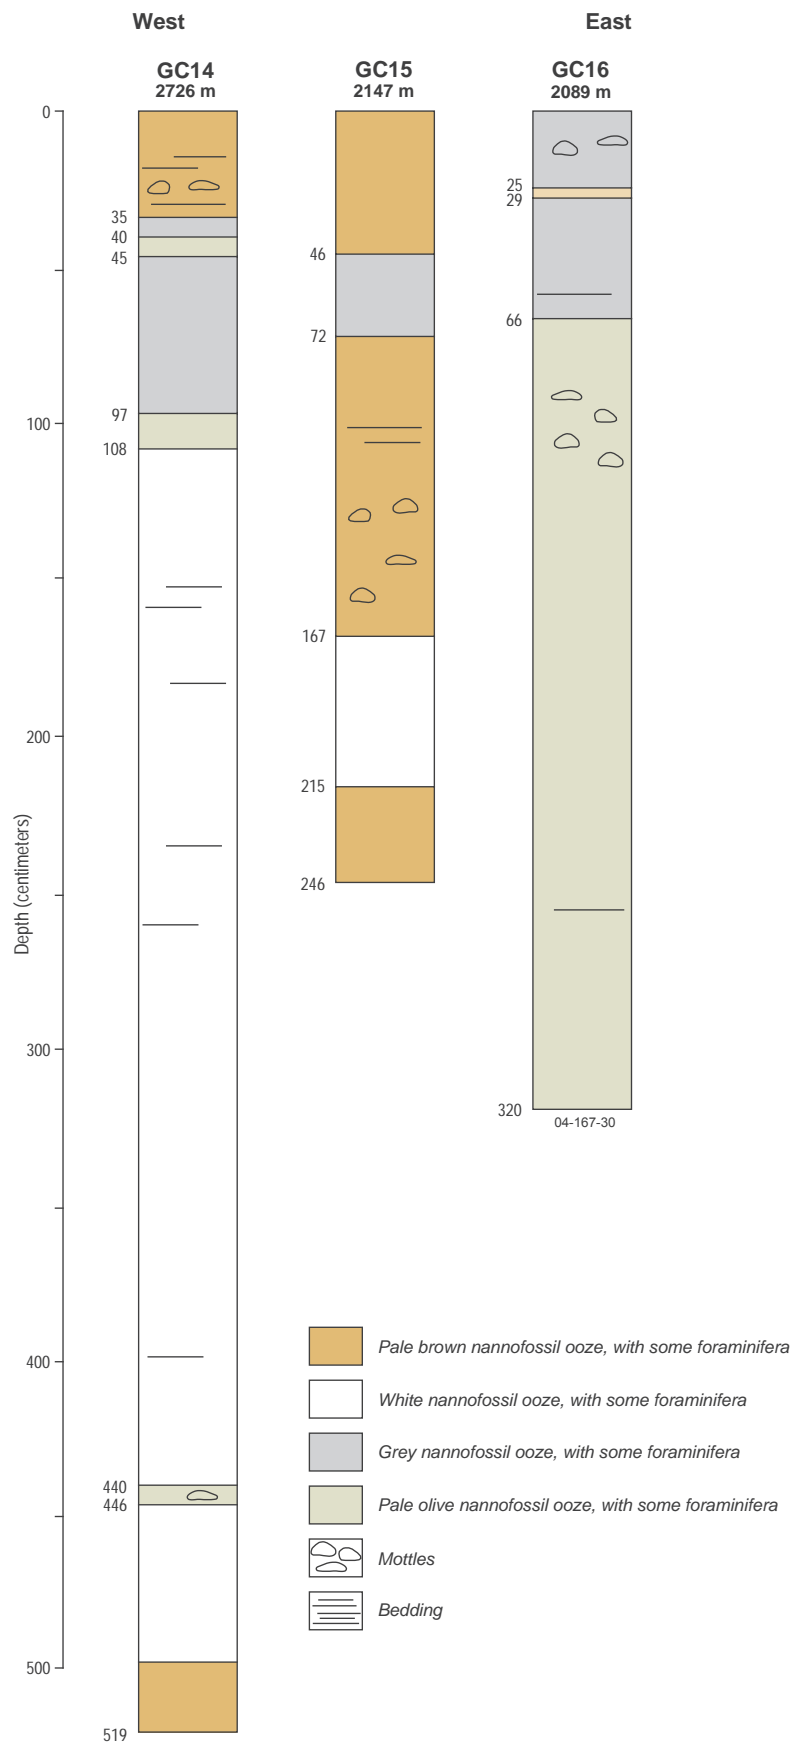 West East
GC14 GC15 GC16
2726 m 2147 m 2089 m
0
25
29
35
40
45
46
66
72
97
100
108
167
200
215
246
Depth (centimeters)
300
320
04-167-30
Pale brown nannofossil ooze, with some foraminifera
400
White nannofossil ooze, with some foraminifera
Grey nannofossil ooze, with some foraminifera
440
446
Pale olive nannofossil ooze, with some foraminifera
Mottles
Bedding
500
519